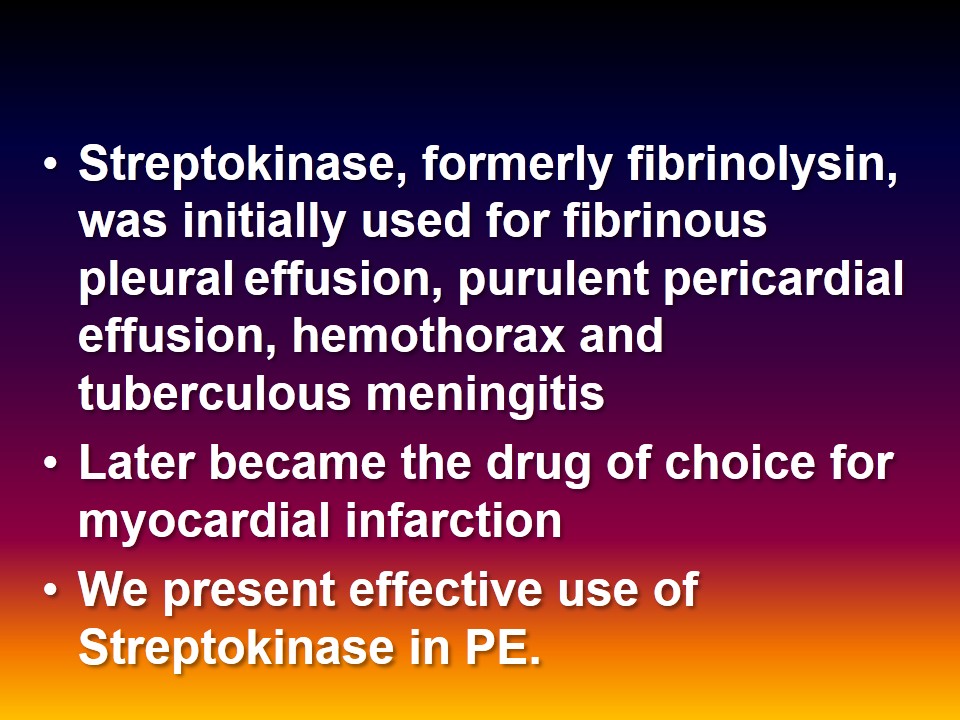 • Streptokinase, formerly fibrinolysin,
was initially used for fibrinous
pleural effusion, purulent pericardial
effusion, hemothorax and
tuberculous meningitis
• Later became the drug of choice for
myocardial infarction
• We present effective use of
Streptokinase in PE.